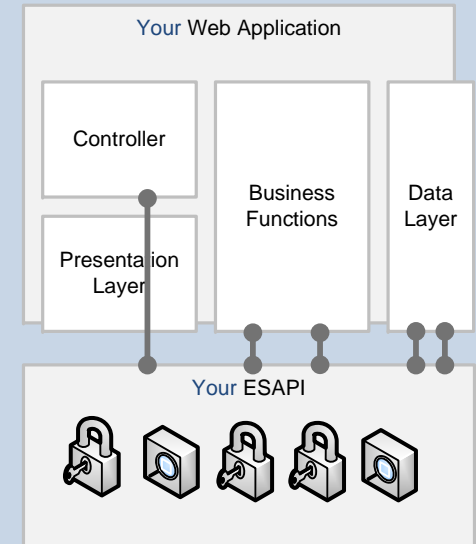 Your Web Application
Controller
Business
Functions
Data
Layer
Presentation
Layer
Your ESAPI